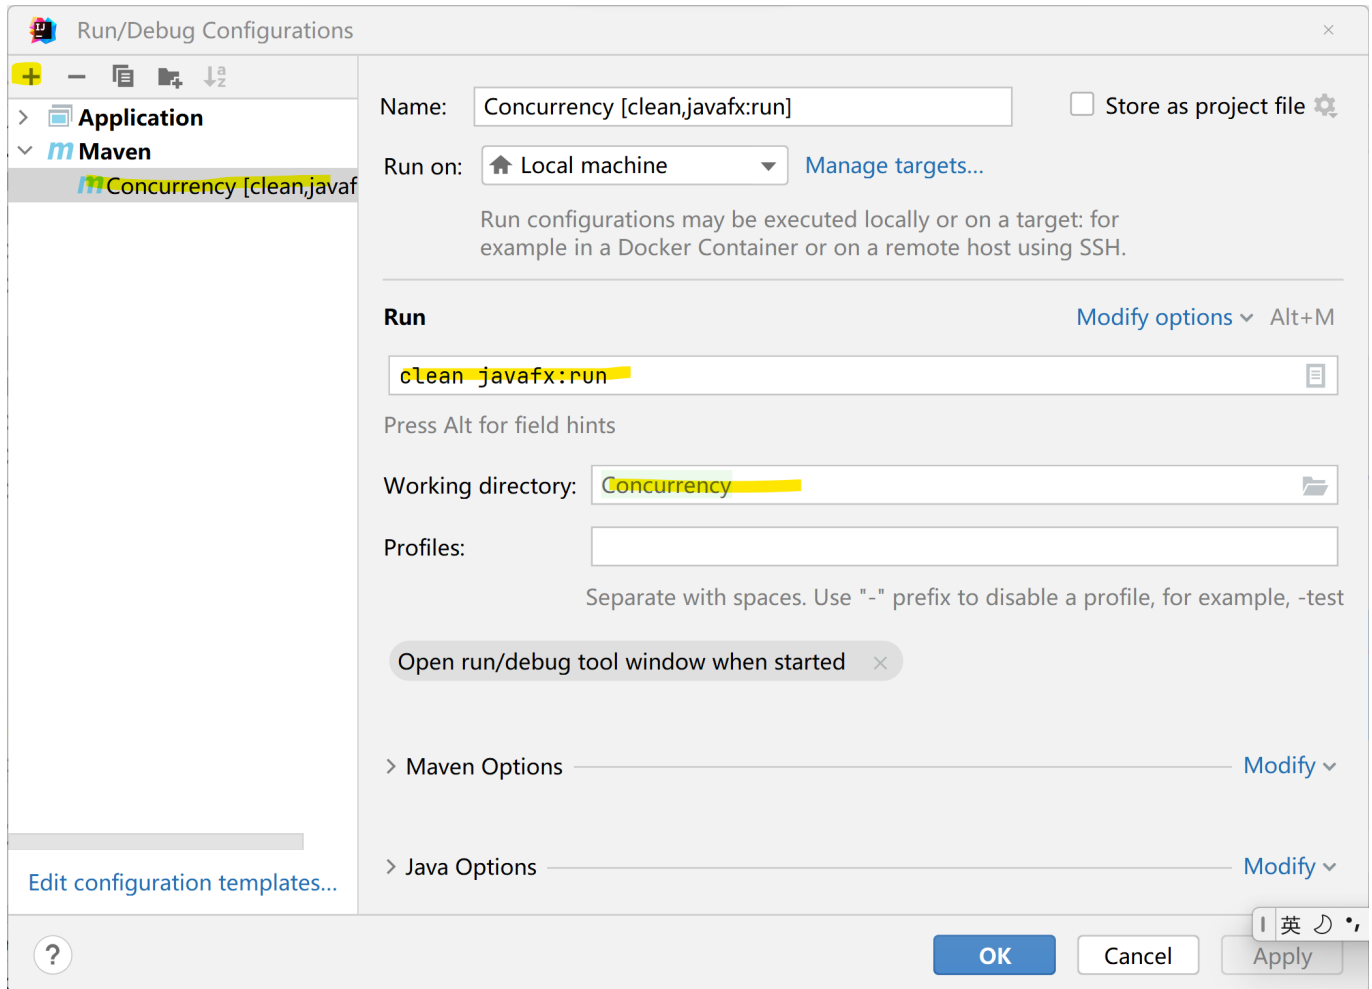 Run/Debug Configurations
Application
Maven
Concurrency [clean,javaf
Edit configuration templates...
Name: Concurrency [clean,javafx:run] Store as project file
Run on: Local machine Manage targets...
Run configurations may be executed locally or on a target: for
example in a Docker Container or on a remote host using SSH.
Run Modify options Alt+M
clean javafx:run
Press Alt for field hints
Working directory: Concurrency
Profiles:
Separate with spaces. Use "-" prefix to disable a profile, for example, -test
Open run/debug tool window when started
Maven Options Modify
Java Options Modify
英
? OK Cancel Apply